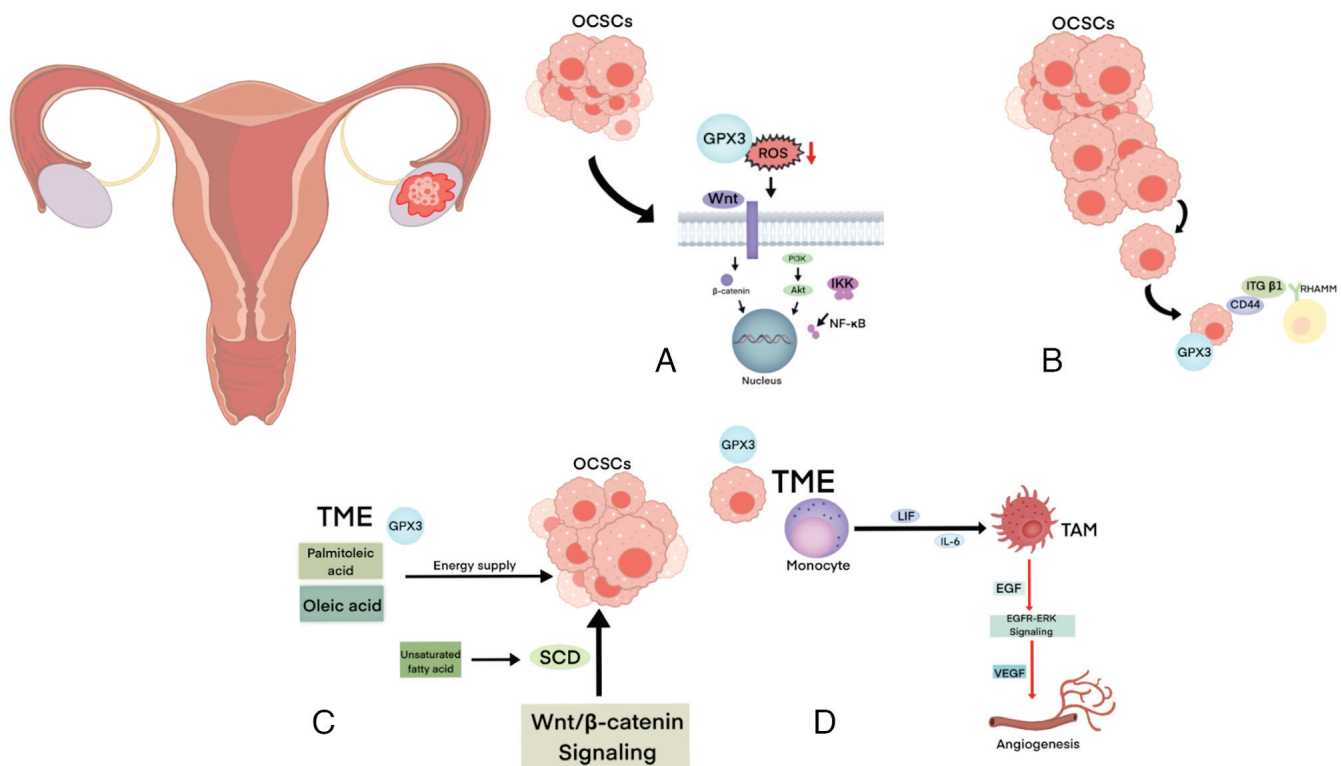 OCSCs
GPX3
ROS
Wnt
PI3K
β-catenin
Akt
IKK
NF-κB
Nucleus
A
OCSCs
ITG β1
RHAMM
CD44
GPX3
B
OCSCs
TME
GPX3
Palmitoleic
acid
Energy supply
Oleic acid
Unsaturated
fatty acid
SCD
Wnt/β-catenin
Signaling
C
GPX3
TME
Monocyte
LIF
IL-6
TAM
EGF
EGFR-ERK
Signaling
VEGF
Angiogenesis
D